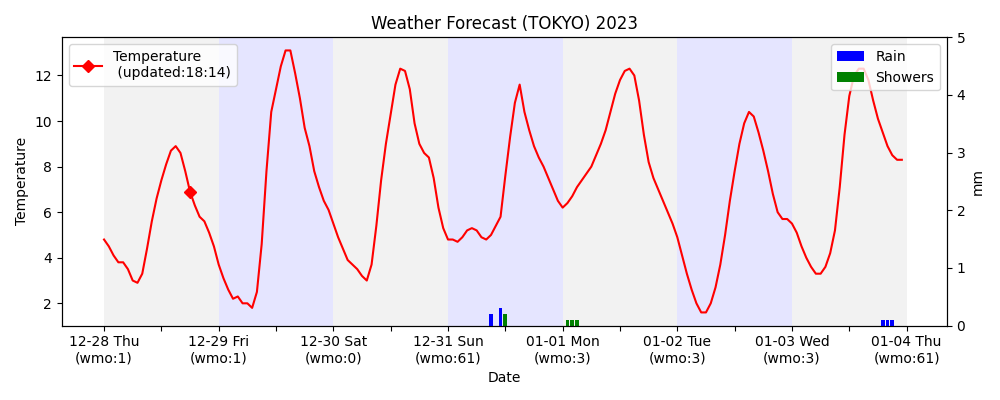 Weather Forecast (TOKYO) 2023
Temperature
(updated:18:14)
Rain
Showers
12
10
8
6
4
2
Temperature
5
4
3
2
1
0
mm
12-28 Thu
(wmo:1)
12-29 Fri
(wmo:1)
12-30 Sat
(wmo:0)
12-31 Sun
(wmo:61)
01-01 Mon
(wmo:3)
01-02 Tue
(wmo:3)
01-03 Wed
(wmo:3)
01-04 Thu
(wmo:61)
Date